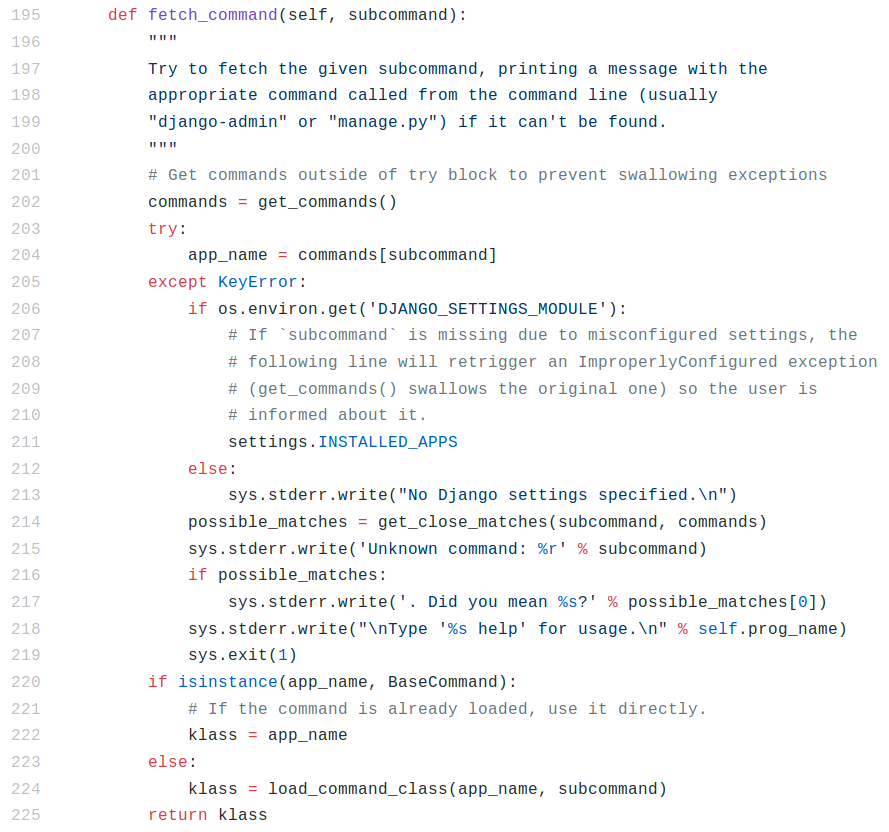 195 def fetch_command(self, subcommand):
196 """
197 Try to fetch the given subcommand, printing a message with the
198 appropriate command called from the command line (usually
199 "django-admin" or "manage.py") if it can't be found.
200 """
201 # Get commands outside of try block to prevent swallowing exceptions
202 commands = get_commands()
203 try:
204 app_name = commands[subcommand]
205 except KeyError:
206 if os.environ.get('DJANGO_SETTINGS_MODULE'):
207 # If `subcommand` is missing due to misconfigured settings, the
208 # following line will retrigger an ImproperlyConfigured exception
209 # (get_commands() swallows the original one) so the user is
210 # informed about it.
211 settings.INSTALLED_APPS
212 else:
213 sys.stderr.write("No Django settings specified.\n")
214 possible_matches = get_close_matches(subcommand, commands)
215 sys.stderr.write('Unknown command: %r' % subcommand)
216 if possible_matches:
217 sys.stderr.write('. Did you mean %s?' % possible_matches[0])
218 sys.stderr.write("\nType '%s help' for usage.\n" % self.prog_name)
219 sys.exit(1)
220 if isinstance(app_name, BaseCommand):
221 # If the command is already loaded, use it directly.
222 klass = app_name
223 else:
224 klass = load_command_class(app_name, subcommand)
225 return klass